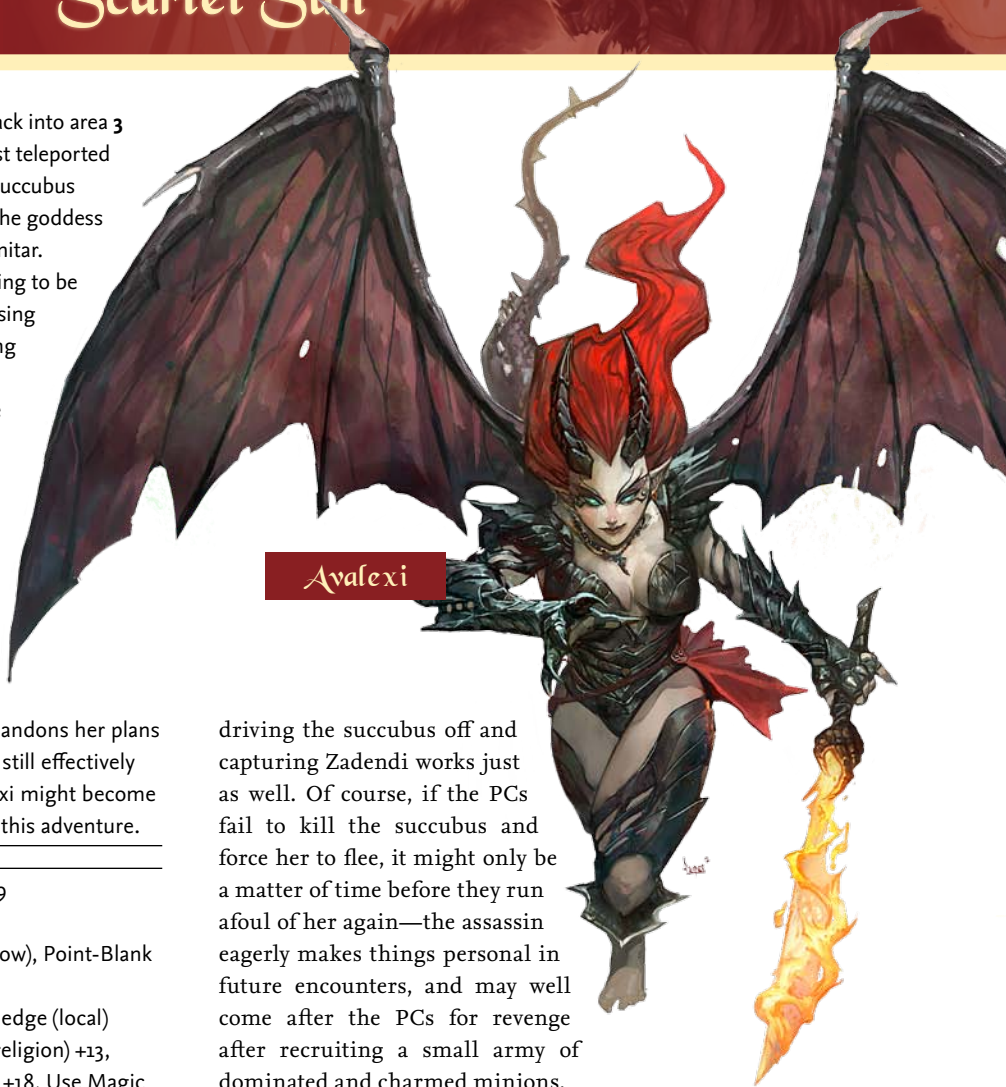 Scarlet Sun
ack into area 3
st teleported
uccubus
he goddess
nitar.
ing to be
sing
ng
Avalexi
andons her plans
still effectively
xi might become
this adventure.
9
ow), Point-Blank
edge (local)
eligion) +13,
+18, Use Magic
driving the succubus off and
capturing Zadendi works just
as well. Of course, if the PCs
fail to kill the succubus and
force her to flee, it might only be
a matter of time before they run
afoul of her again—the assassin
eagerly makes things personal in
future encounters, and may well
come after the PCs for revenge
after recruiting a small army of
dominated and charmed minions.